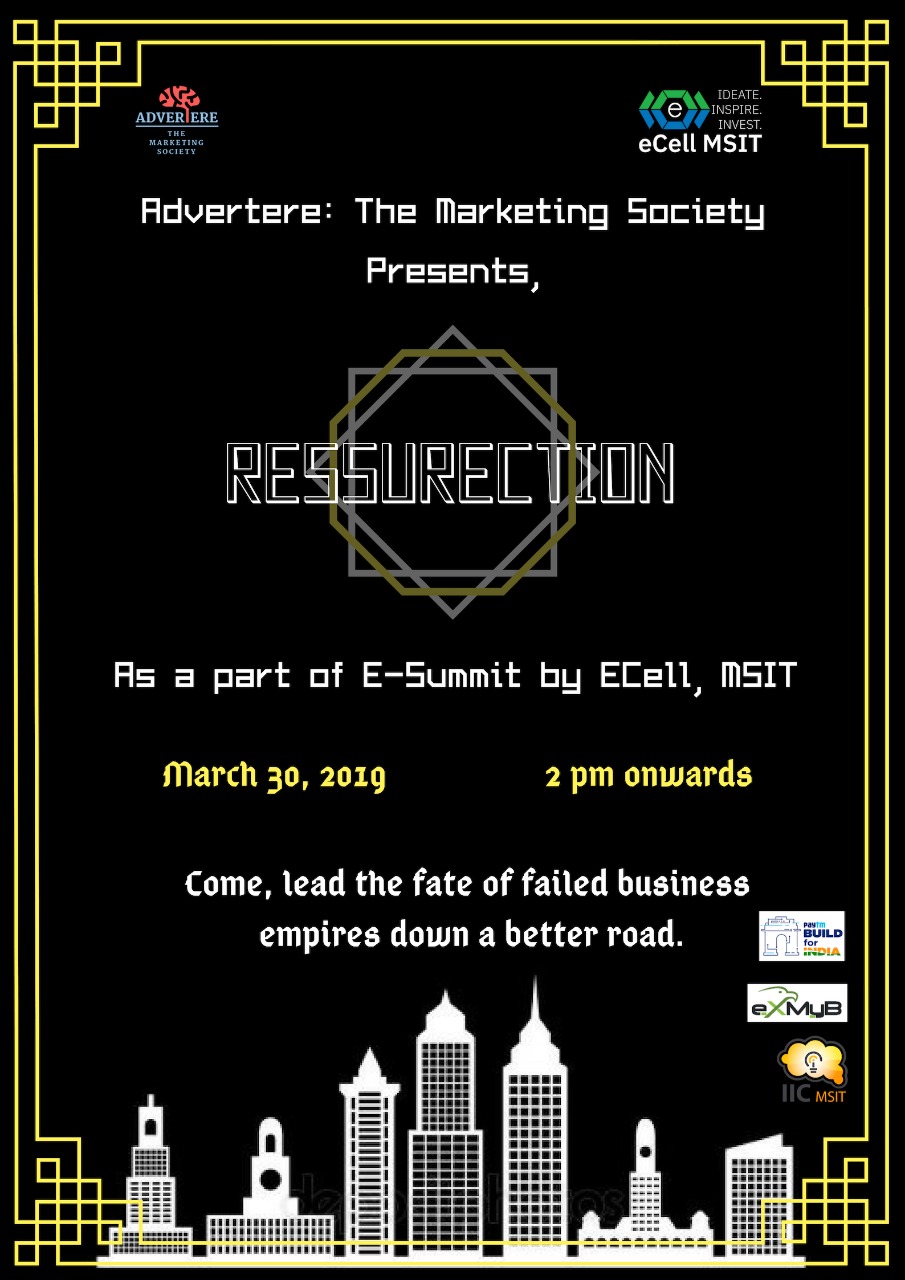 ADVERTERE
THE
MARKETING
SOCIETY
IDEATE.
INSPIRE.
INVEST.
e
eCell MSIT
Advertere: The Marketing Society
Presents,
RESSURECTION
As a part of E-Summit by ECell, MSIT
March 30, 2019
2 pm onwards
Come, lead the fate of failed business
empires down a better road.
paytm
BUILD
for
INDIA
eXMyB
IIC MSIT
depositphotos